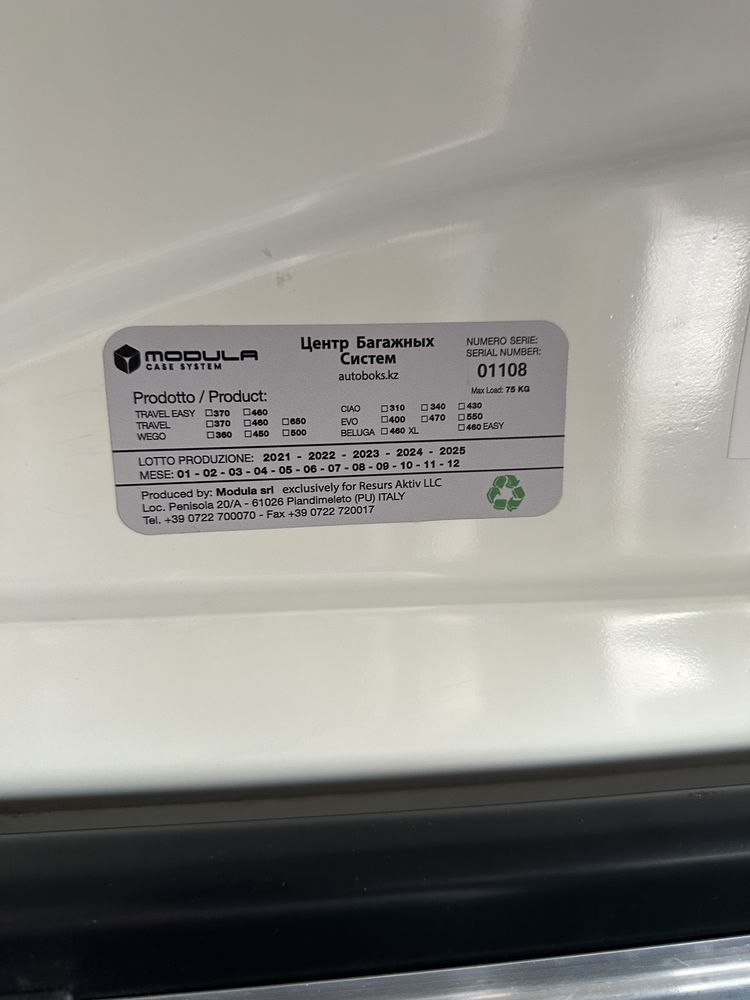 MODULA
CASE SYSTEM
Центр Багажных
Систем
autoboks.kz
NUMERO SERIE:
SERIAL NUMBER:
01108
Max Load: 75 KG
Prodotto / Product:
TRAVEL EASY ☐370 ☐460
TRAVEL ☐370 ☐460 ☐650
WEGO ☐360 ☐450 ☐500
CIAO ☐310 ☐340 ☐430
EVO ☐400 ☐470 ☐550
BELUGA ☐460 XL ☐460 EASY
LOTTO PRODUZIONE: 2021 - 2022 - 2023 - 2024 - 2025
MESE: 01 - 02 - 03 - 04 - 05 - 06 - 07 - 08 - 09 - 10 - 11 - 12
Produced by: Modula srl exclusively for Resurs Aktiv LLC
Loc. Penisola 20/A - 61026 Piandimeleto (PU) ITALY
Tel. +39 0722 700070 - Fax +39 0722 720017